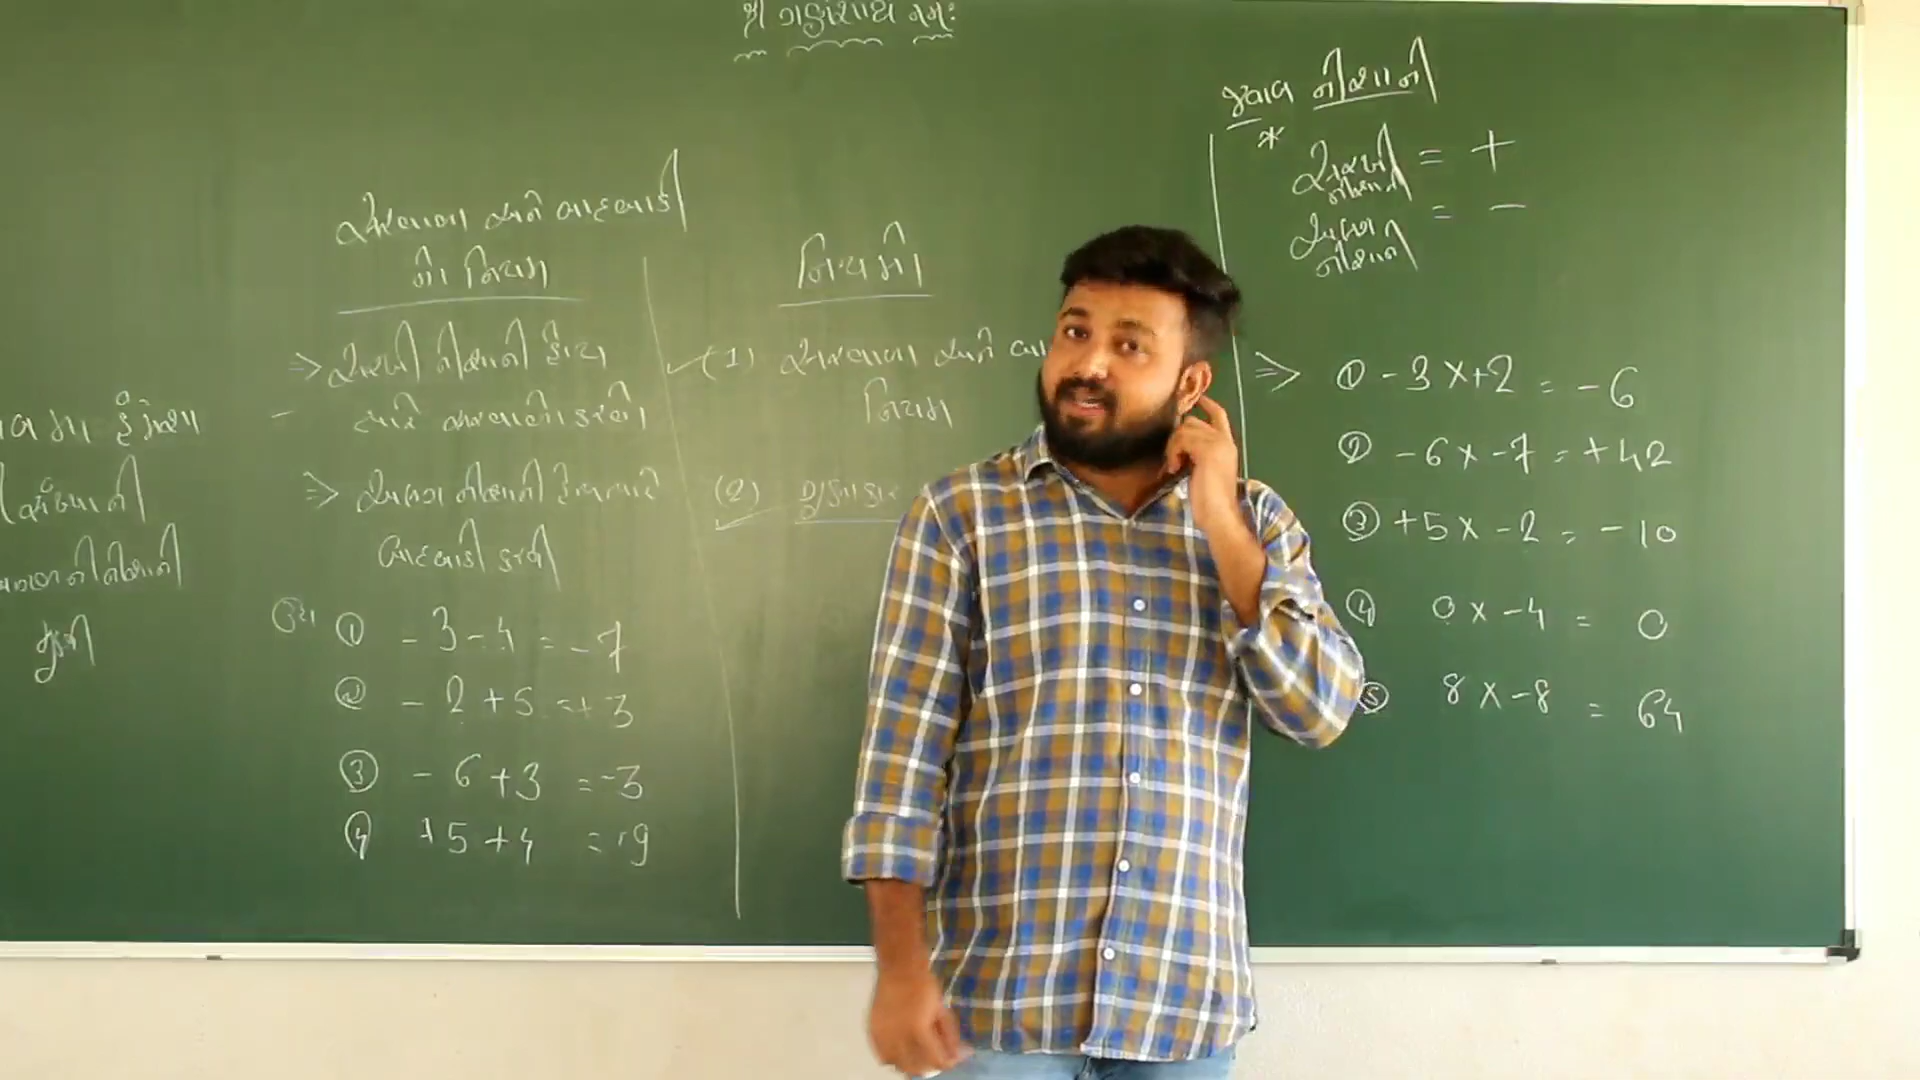 શ્રી ગણેશાય નમઃ
સરવાળા અને બાદબાકી
નો નિયમ
⇒ સરખી નીશાની હોય
ત્યારે સરવાળો કરવો
⇒ અલગ નીશાની હોય ત્યારે
બાદબાકી કરવી
① - 3 - 4 = - 7
② - 2 + 5 = + 3
③ - 6 + 3 = - 3
④ + 5 + 4 = + 9
નિયમો
(1) સરવાળા અને બા
નિયમ
(2) ગુણાકાર
જવાબ નીશાની
* સરખી નીશાની = +
અલગ નીશાની = -
⇒ ① - 3 x + 2 = - 6
② - 6 x - 7 = + 42
③ + 5 x - 2 = - 10
④ 0 x - 4 = 0
⑤ 8 x - 8 = 64